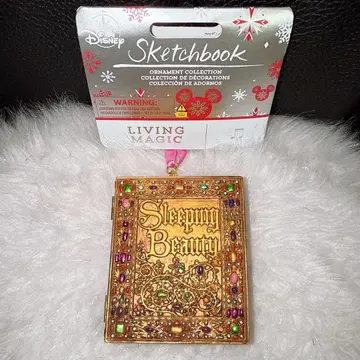 Disney
Sketchbook
ORNAMENT COLLECTION
COLLECTION DE DÉCORATIONS
COLECCIÓN DE ADORNOS
WARNING:
LIVING
MAGIC
Sleeping
Beauty